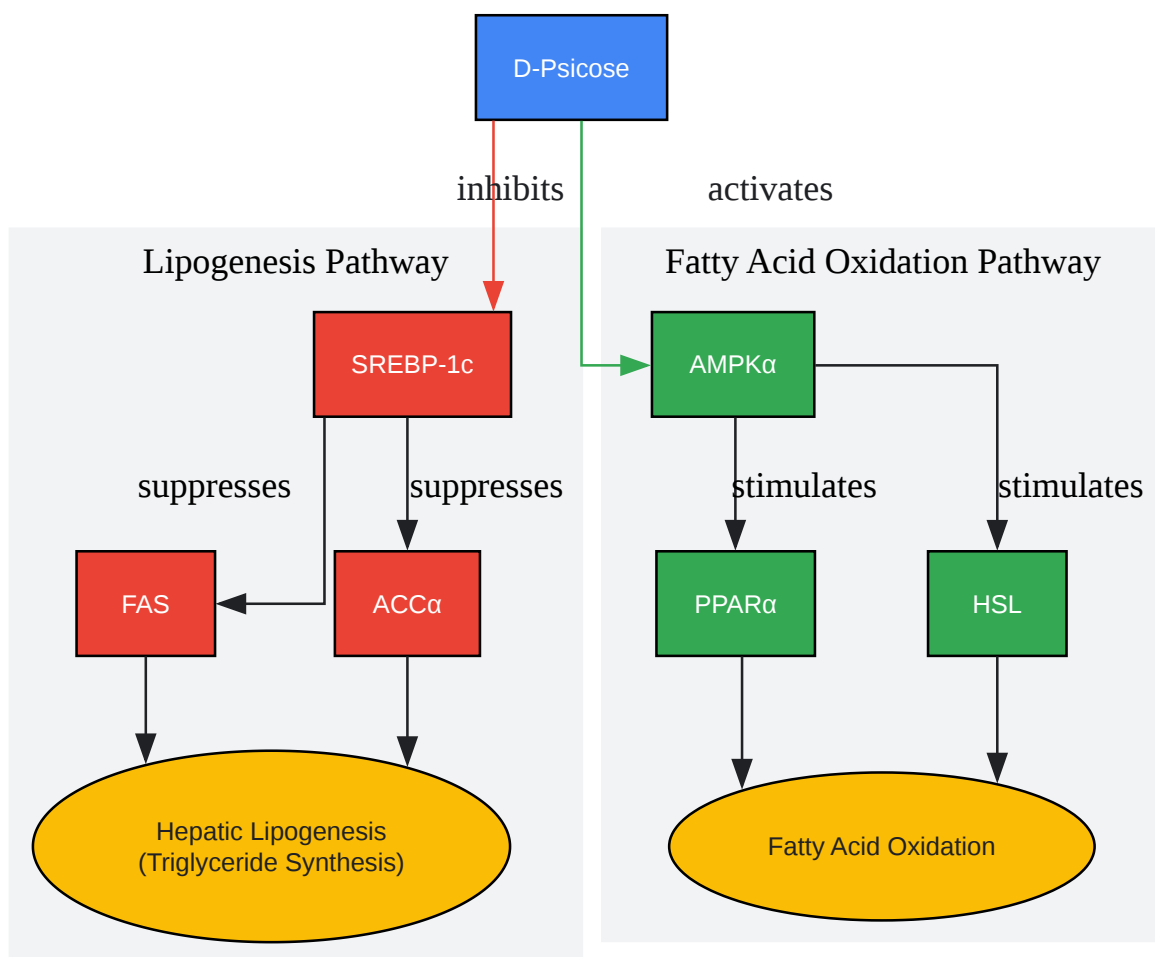 D-Psicose
inhibits
activates
Lipogenesis Pathway
Fatty Acid Oxidation Pathway
SREBP-1c
AMPKα
suppresses
suppresses
stimulates
stimulates
FAS
ACCα
PPARα
HSL
Hepatic Lipogenesis
(Triglyceride Synthesis)
Fatty Acid Oxidation